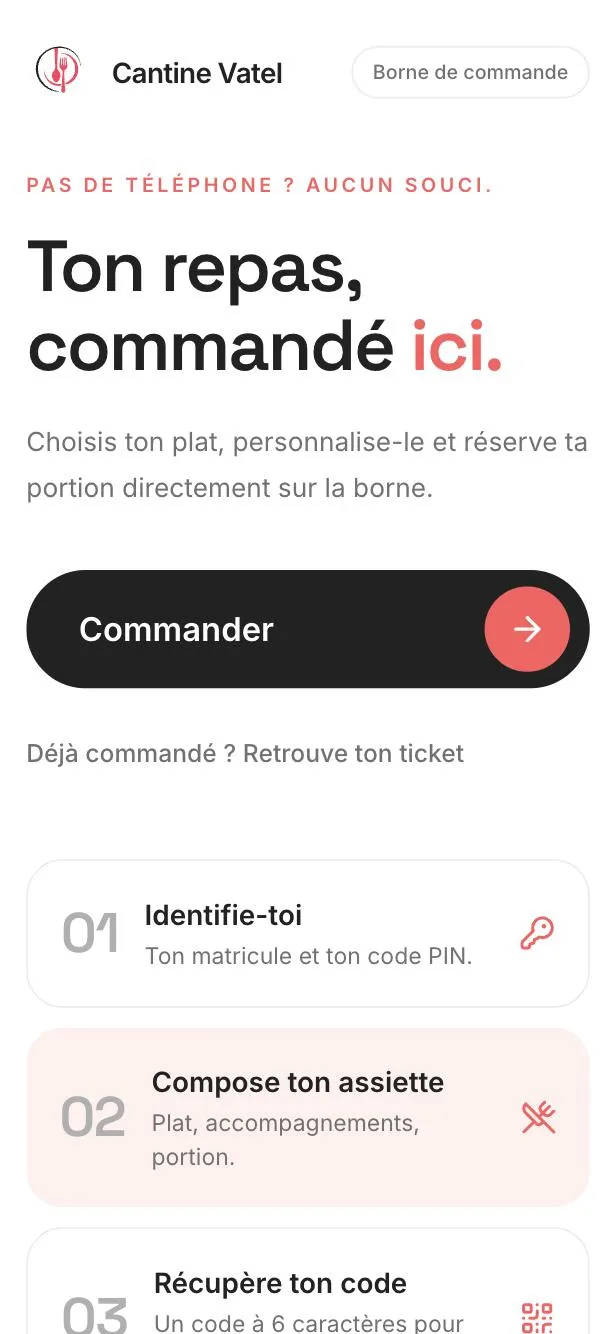 Cantine Vatel
Borne de commande
PAS DE TÉLÉPHONE ? AUCUN SOUCI.
Ton repas,
commandé ici.
Choisis ton plat, personnalise-le et réserve ta
portion directement sur la borne.
Commander
Déjà commandé ? Retrouve ton ticket
01
Identifie-toi
Ton matricule et ton code PIN.
02
Compose ton assiette
Plat, accompagnements,
portion.
03
Récupère ton code
Un code à 6 caractères pour